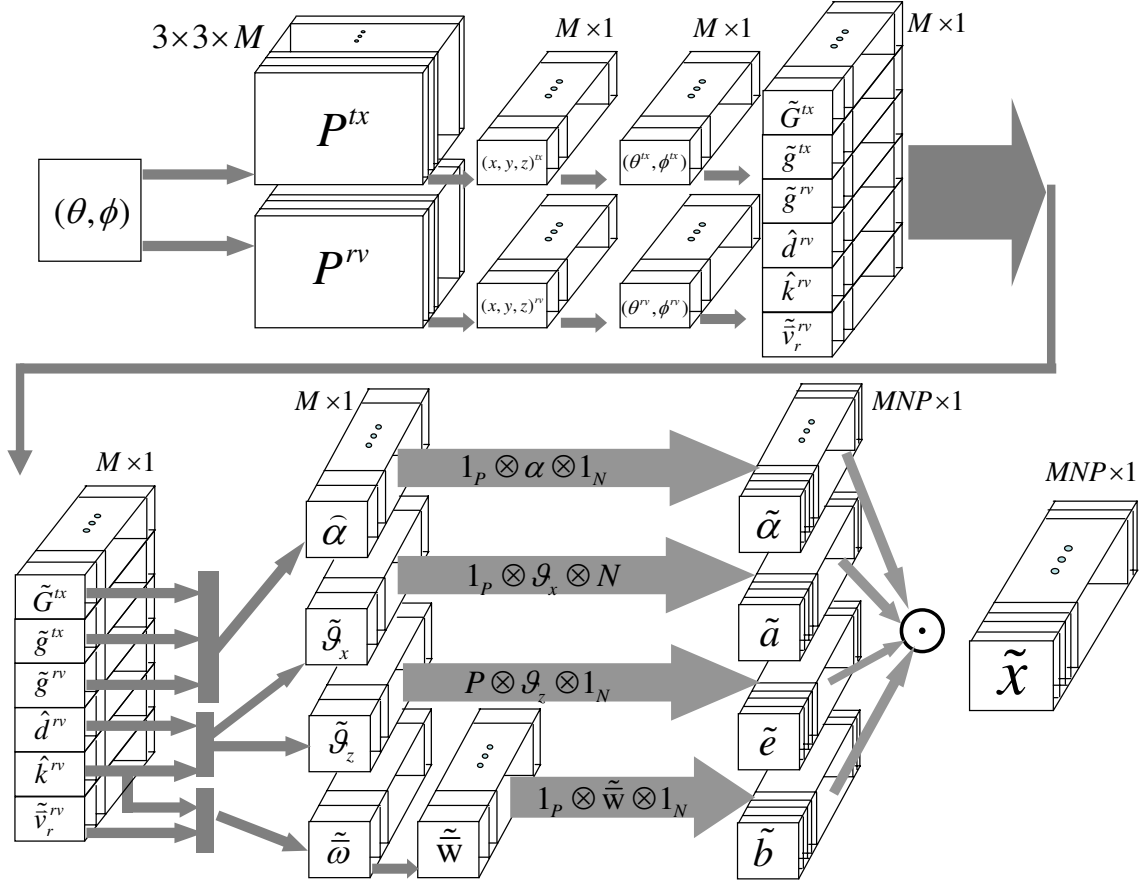 3×3×M
M×1
M×1
M×1
(θ,ϕ)
P^{tx}
(x,y,z)^{tx}
(θ^{tx},ϕ^{tx})
G̃^{tx}
g̃^{tx}
g̃^{rv}
d̂^{rv}
k̂^{rv}
ṽ̄_r^{rv}
P^{rv}
(x,y,z)^{rv}
(θ^{rv},ϕ^{rv})
M×1
M×1
MNP×1
MNP×1
G̃^{tx}
g̃^{tx}
g̃^{rv}
d̂^{rv}
k̂^{rv}
ṽ̄_r^{rv}
α̑
ϑ̃_x
ϑ̃_z
ω̄̃
w̄̃
1_P ⊗ α ⊗ 1_N
1_P ⊗ ϑ_x ⊗ N
P ⊗ ϑ_z ⊗ 1_N
1_P ⊗ w̄̃ ⊗ 1_N
α̃
ã
ẽ
b̃
x̃